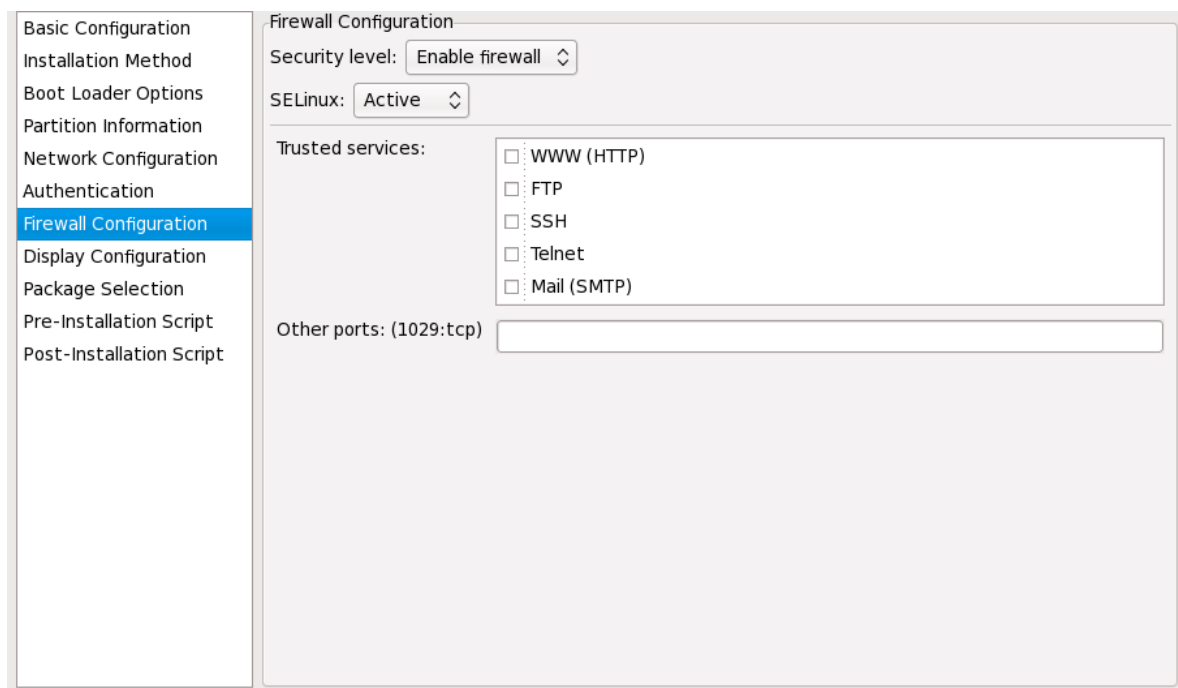 Basic Configuration
Installation Method
Boot Loader Options
Partition Information
Network Configuration
Authentication
Firewall Configuration
Display Configuration
Package Selection
Pre-Installation Script
Post-Installation Script
Firewall Configuration
Security level: Enable firewall
SELinux: Active
Trusted services:
WWW (HTTP)
FTP
SSH
Telnet
Mail (SMTP)
Other ports: (1029:tcp)